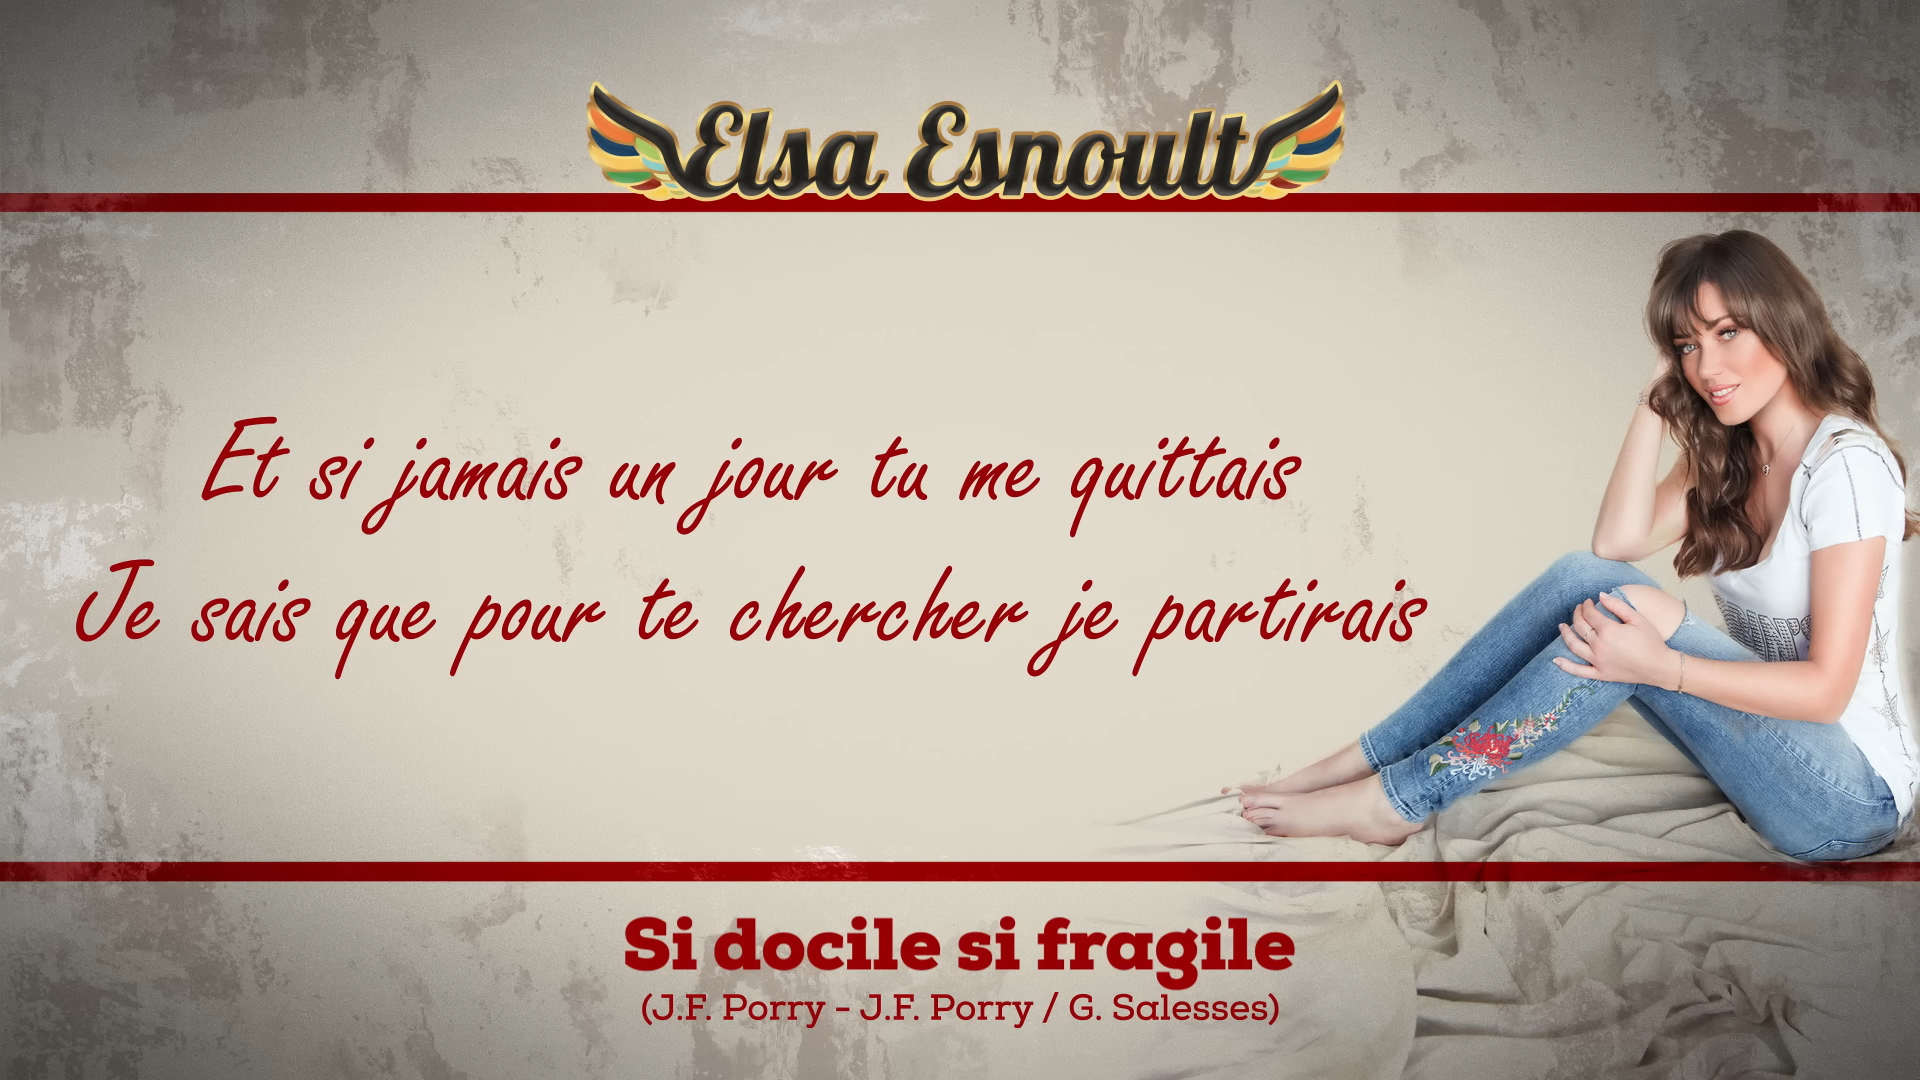 Elsa Esnoult
Et si jamais un jour tu me quittais
Je sais que pour te chercher je partirais
Si docile si fragile
(J.F. Porry - J.F. Porry / G. Salesses)